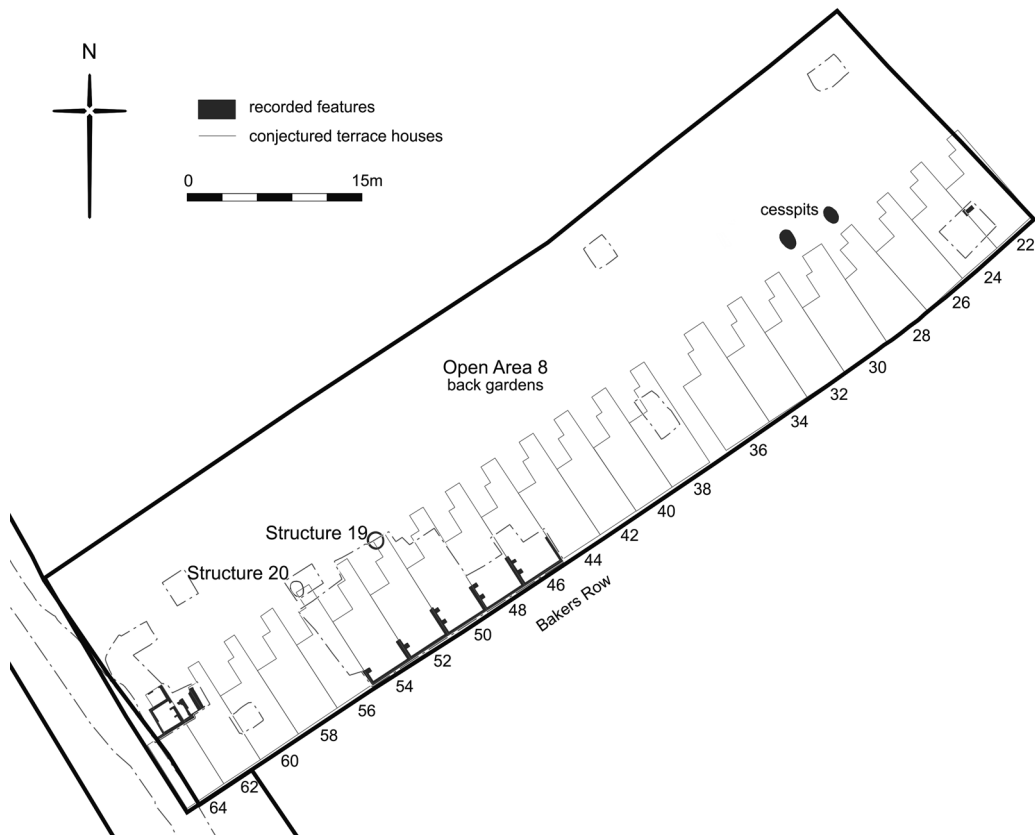 N
recorded features
conjectured terrace houses
0 15m
cesspits
22
24
26
28
30
32
34
36
38
40
42
44
46
48
50
52
54
56
58
60
62
64
Open Area 8
back gardens
Structure 19
Structure 20
Bakers Row